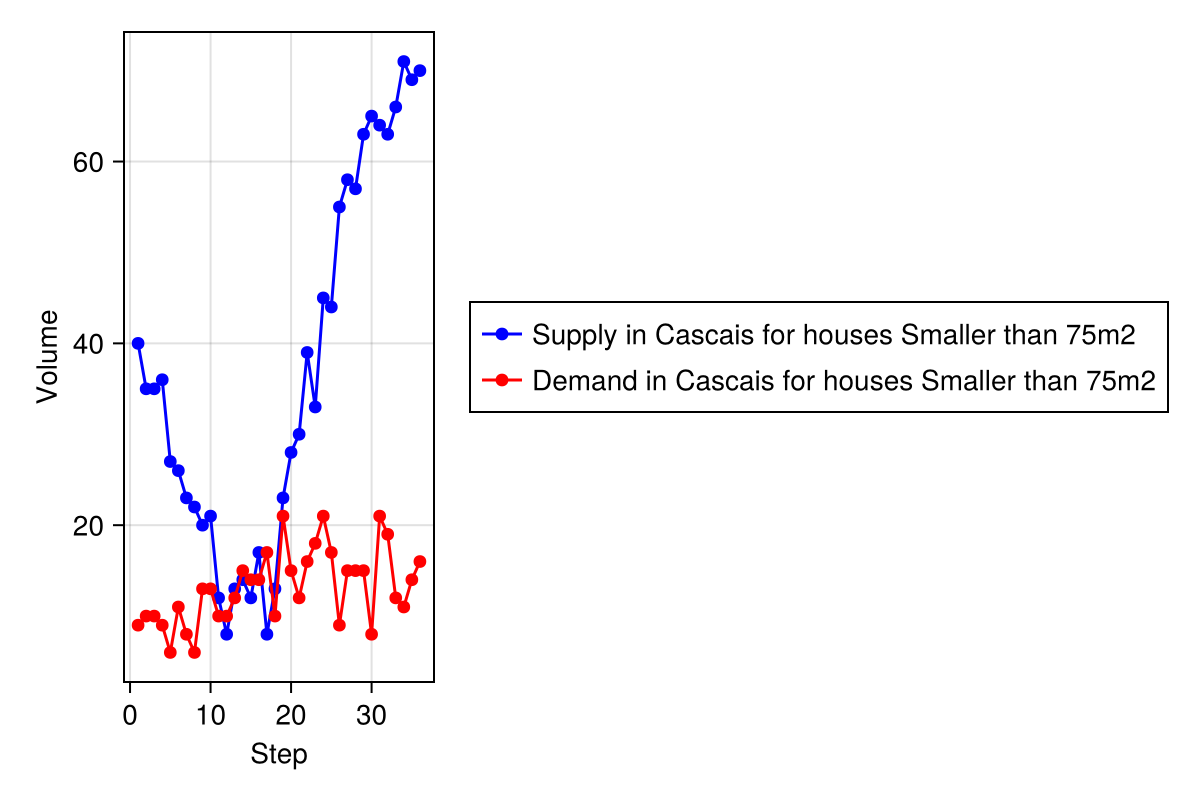 60
40
20
Volume
0 10 20 30
Step
Supply in Cascais for houses Smaller than 75m2
Demand in Cascais for houses Smaller than 75m2